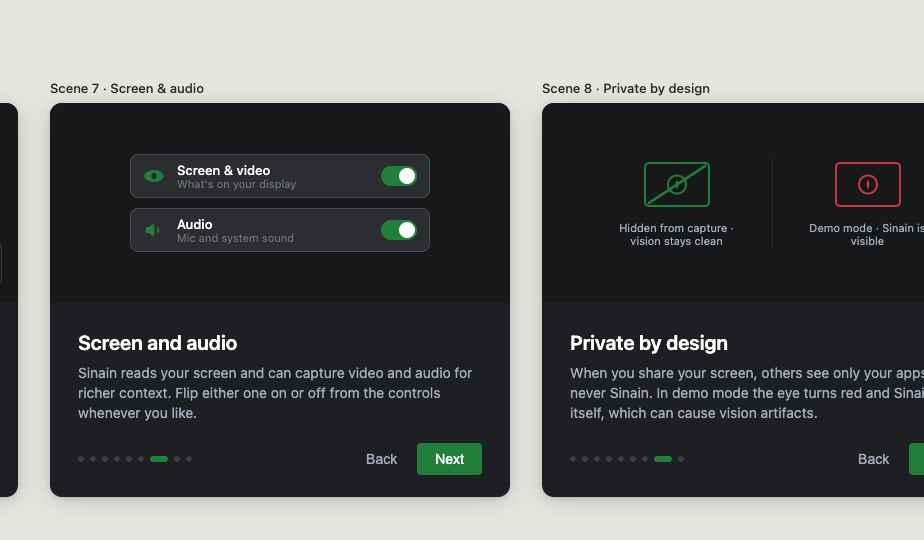 Scene 7 · Screen & audio
Screen & video
What's on your display
Audio
Mic and system sound
Screen and audio
Sinain reads your screen and can capture video and audio for
richer context. Flip either one on or off from the controls
whenever you like.
Back
Next
Scene 8 · Private by design
Hidden from capture ·
vision stays clean
Demo mode · Sinain is
visible
Private by design
When you share your screen, others see only your apps
never Sinain. In demo mode the eye turns red and Sinai
itself, which can cause vision artifacts.
Back